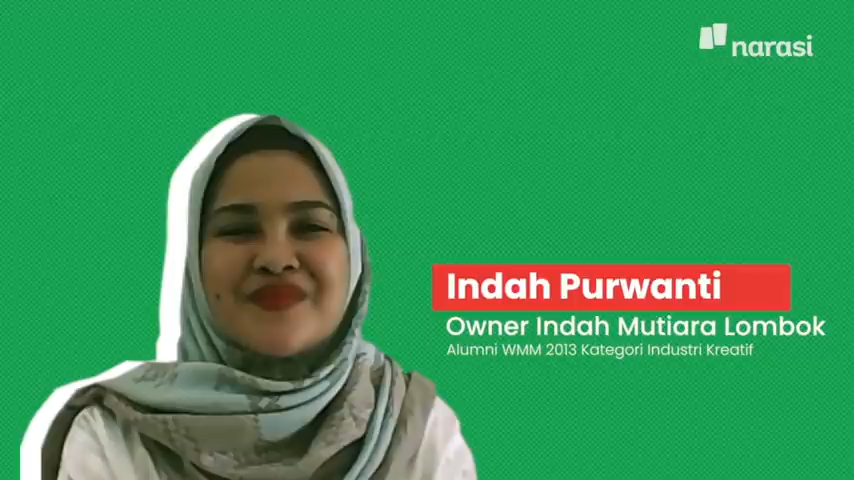 narasi
Indah Purwanti
Owner Indah Mutiara Lombok
Alumni WMM 2013 Kategori Industri Kreatif